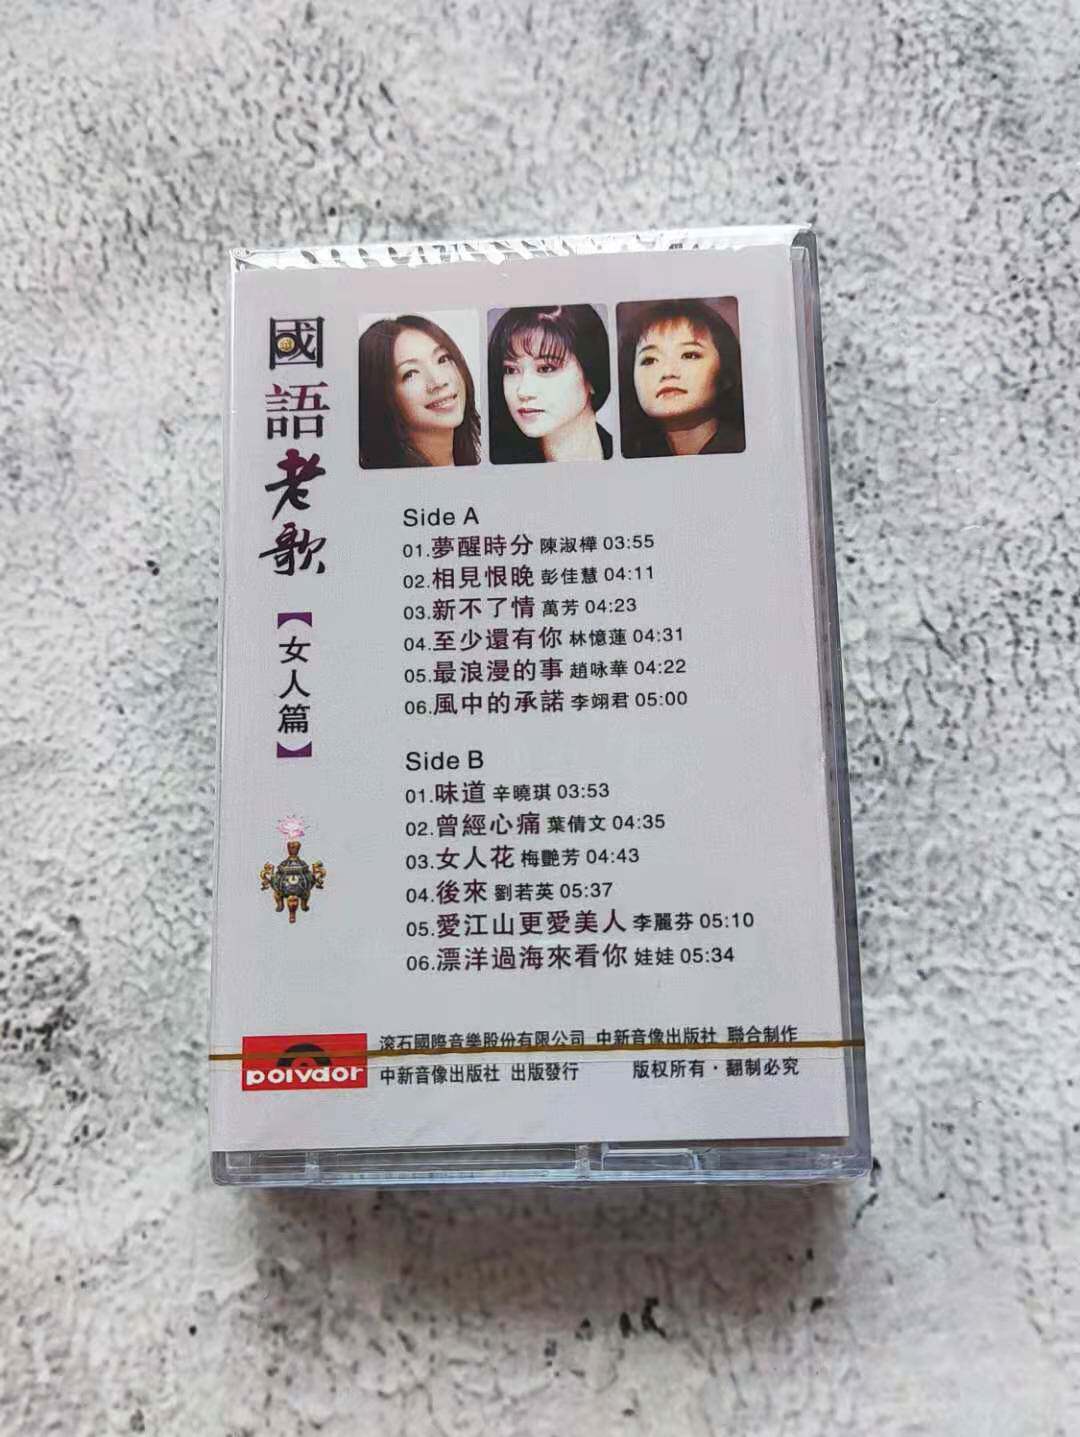 國語老歌
【女人篇】
Side A
01.夢醒時分 陳淑樺 03:55
02.相見恨晚 彭佳慧 04:11
03.新不了情 萬芳 04:23
04.至少還有你 林憶蓮 04:31
05.最浪漫的事 趙咏華 04:22
06.風中的承諾 李翊君 05:00
Side B
01.味道 辛曉琪 03:53
02.曾經心痛 葉倩文 04:35
03.女人花 梅艷芳 04:43
04.後來 劉若英 05:37
05.愛江山更愛美人 李麗芬 05:10
06.漂洋過海來看你 娃娃 05:34
polydor
滚石國際音樂股份有限公司 中新音像出版社 聯合制作
中新音像出版社 出版發行 版权所有·翻制必究